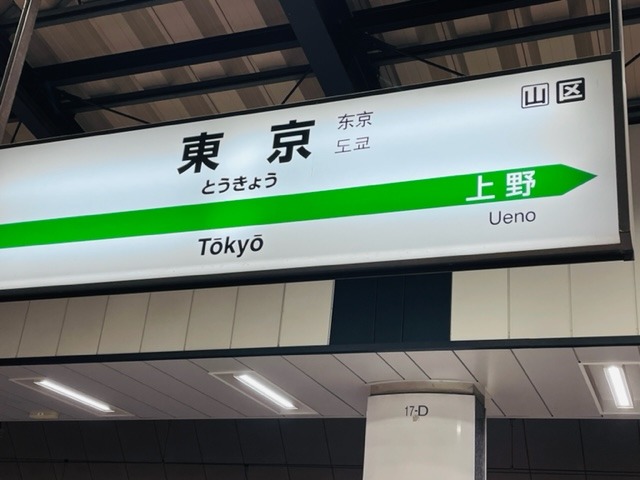 山 区
東京
东京
도쿄
とうきょう
上野
Ueno
Tōkyō
17-D